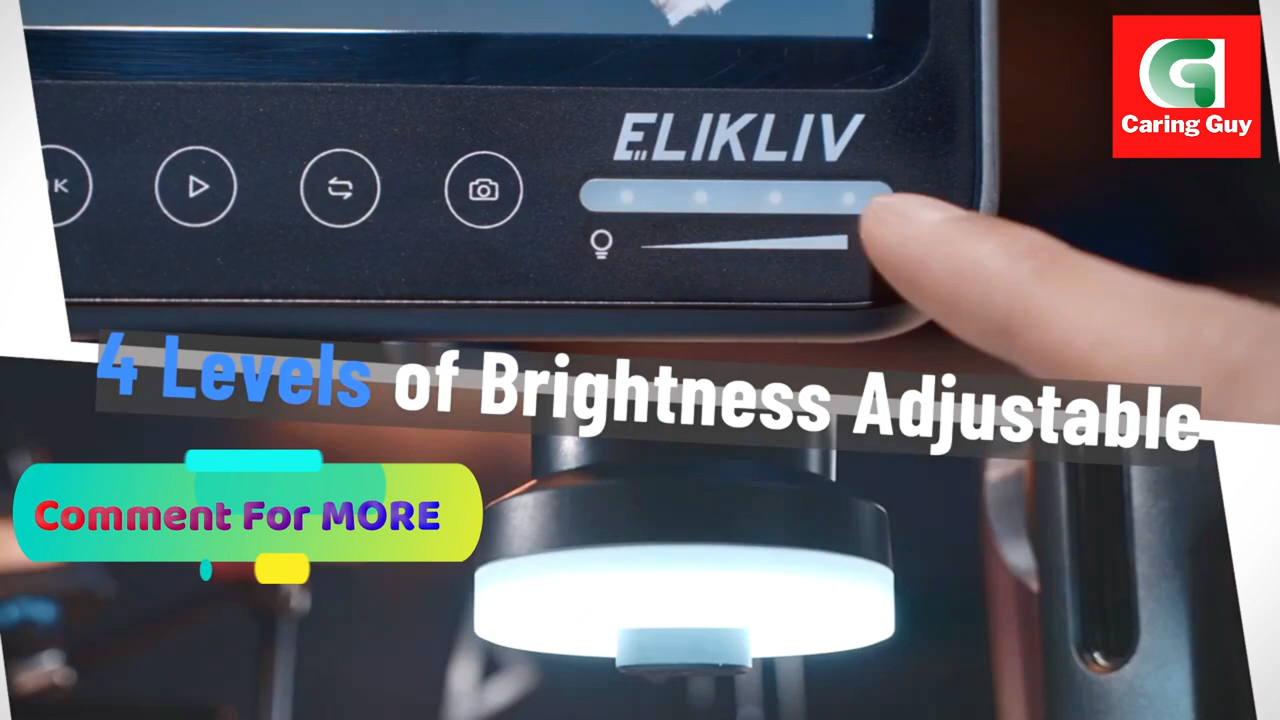 ELIKLIV
Caring Guy
K
4 Levels of Brightness Adjustable
Comment For MORE